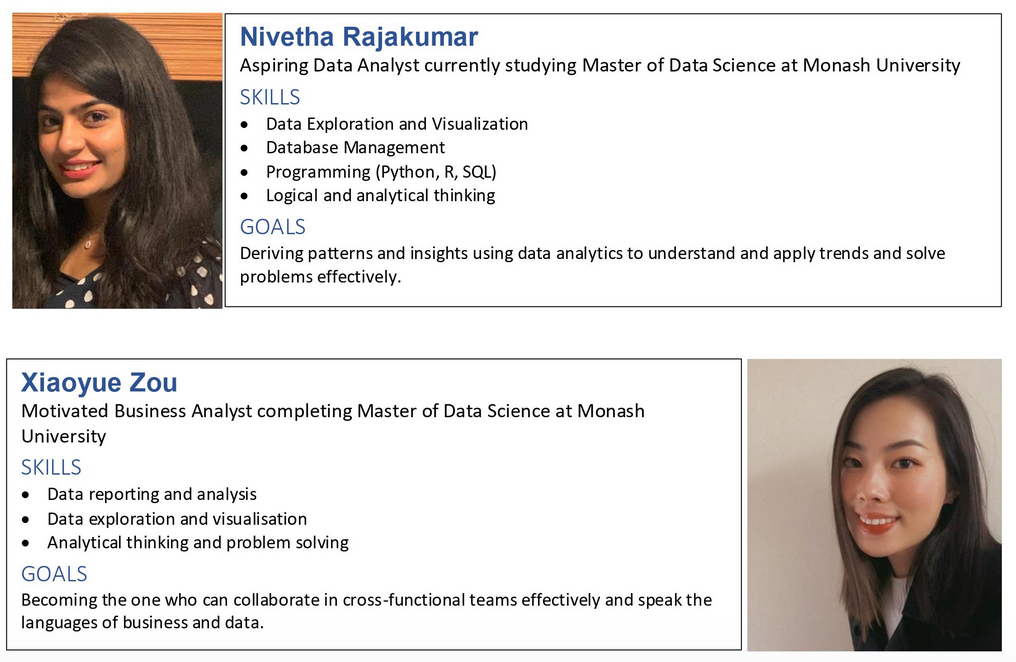 Nivetha Rajakumar
Aspiring Data Analyst currently studying Master of Data Science at Monash University
SKILLS
• Data Exploration and Visualization
• Database Management
• Programming (Python, R, SQL)
• Logical and analytical thinking
GOALS
Deriving patterns and insights using data analytics to understand and apply trends and solve
problems effectively.
Xiaoyue Zou
Motivated Business Analyst completing Master of Data Science at Monash
University
SKILLS
• Data reporting and analysis
• Data exploration and visualisation
• Analytical thinking and problem solving
GOALS
Becoming the one who can collaborate in cross-functional teams effectively and speak the
languages of business and data.